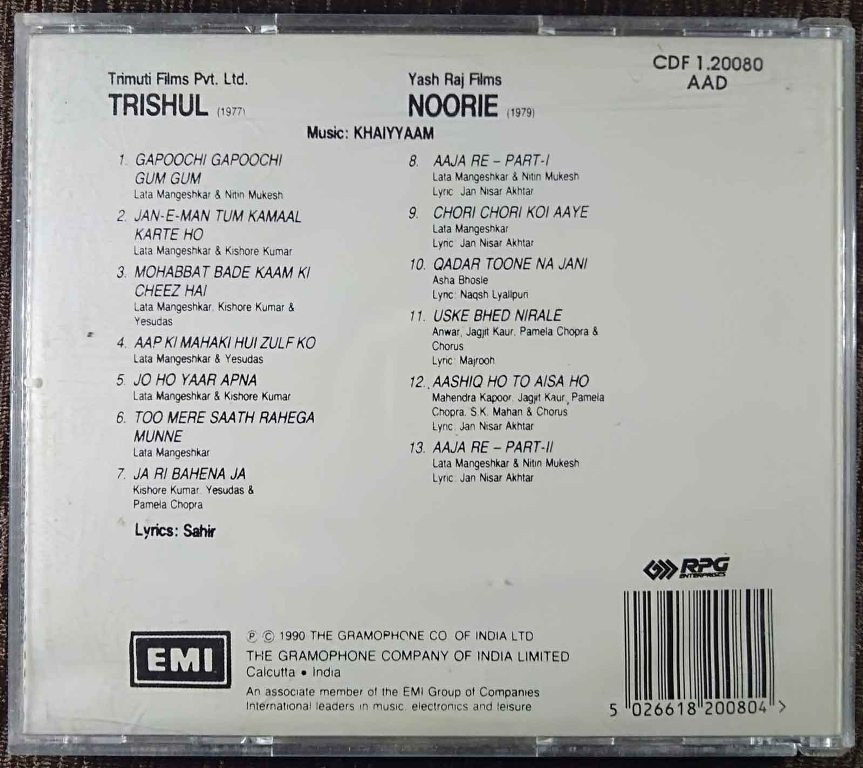 CDF 1.20080
AAD
Trimuti Films Pvt. Ltd.
TRISHUL (1977)
Yash Raj Films
NOORIE (1979)
Music: KHAIYYAAM
1. GAPOOCHI GAPOOCHI
GUM GUM
Lata Mangeshkar & Nitin Mukesh
2. JAN-E-MAN TUM KAMAAL
KARTE HO
Lata Mangeshkar & Kishore Kumar
3. MOHABBAT BADE KAAM KI
CHEEZ HAI
Lata Mangeshkar, Kishore Kumar &
Yesudas
4. AAP KI MAHAKI HUI ZULF KO
Lata Mangeshkar & Yesudas
5. JO HO YAAR APNA
Lata Mangeshkar & Kishore Kumar
6. TOO MERE SAATH RAHEGA
MUNNE
Lata Mangeshkar
7. JA RI BAHENA JA
Kishore Kumar, Yesudas &
Pamela Chopra
Lyrics: Sahir
8. AAJA RE – PART-I
Lata Mangeshkar & Nitin Mukesh
Lyric: Jan Nisar Akhtar
9. CHORI CHORI KOI AAYE
Lata Mangeshkar
Lyric: Jan Nisar Akhtar
10. QADAR TOONE NA JANI
Asha Bhosle
Lyric: Naqsh Lyallpuri
11. USKE BHED NIRALE
Anwar, Jagjit Kaur, Pamela Chopra &
Chorus
Lyric: Majrooh
12. AASHIQ HO TO AISA HO
Mahendra Kapoor, Jagjit Kaur, Pamela
Chopra, S.K. Mahan & Chorus
Lyric: Jan Nisar Akhtar
13. AAJA RE – PART-II
Lata Mangeshkar & Nitin Mukesh
Lyric: Jan Nisar Akhtar
RPG
ENTERPRISES
EMI
℗ © 1990 THE GRAMOPHONE CO. OF INDIA LTD
THE GRAMOPHONE COMPANY OF INDIA LIMITED
Calcutta • India
An associate member of the EMI Group of Companies
International leaders in music, electronics and leisure
5 026618 200804 >